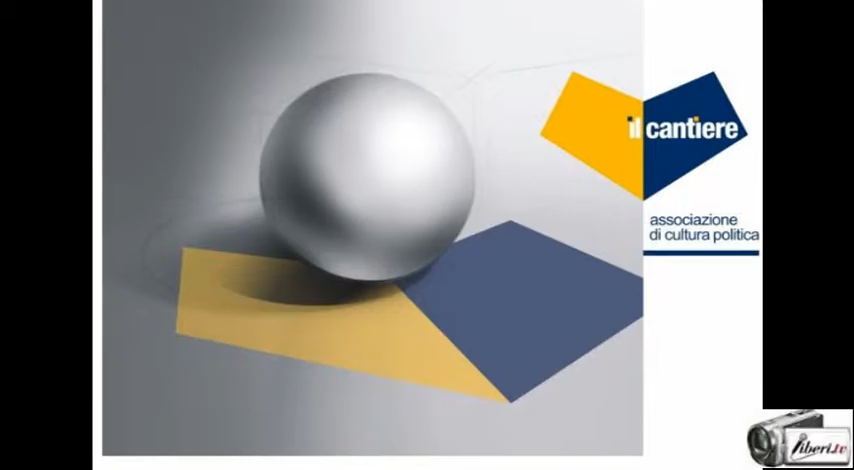 il cantiere
associazione
di cultura politica
liberi.tv